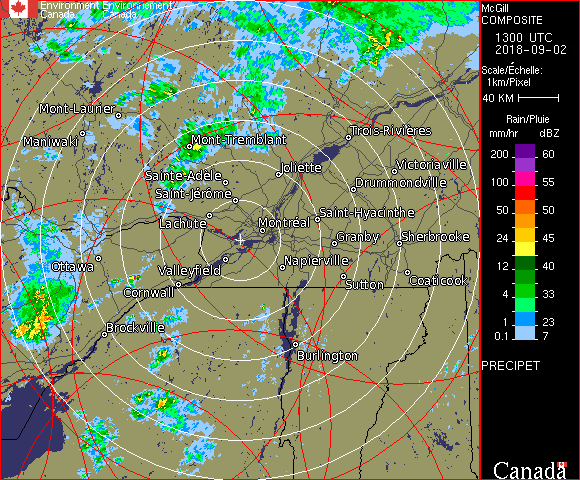 Environment Environnement
Canada Canada
McGill
COMPOSITE
1300 UTC
2018-09-02
Scale/Échelle:
1km/Pixel
40 KM
Rain/Pluie
mm/hr dBZ
200 60
150 57
100 55
50 50
24 45
12 40
4 33
1 23
0.1 7
PRECIPET
Canada
Mont-Laurier
Maniwaki
Mont-Tremblant
Trois-Rivières
Joliette
Victoriaville
Sainte-Adèle
Drummondville
Saint-Jérôme
Saint-Hyacinthe
Lachute
Montréal
Granby
Sherbrooke
Ottawa
Valleyfield
Napierville
Cornwall
Sutton
Coaticook
Brockville
Burlington